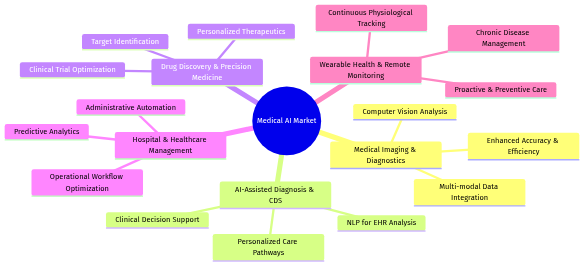 Medical AI Market
Drug Discovery & Precision
Medicine
Target Identification
Personalized Therapeutics
Clinical Trial Optimization
Wearable Health & Remote
Monitoring
Continuous Physiological
Tracking
Chronic Disease
Management
Proactive & Preventive Care
Medical Imaging &
Diagnostics
Computer Vision Analysis
Enhanced Accuracy &
Efficiency
Multi-modal Data
Integration
AI-Assisted Diagnosis &
CDS
Clinical Decision Support
Personalized Care
Pathways
NLP for EHR Analysis
Hospital & Healthcare
Management
Administrative Automation
Predictive Analytics
Operational Workflow
Optimization